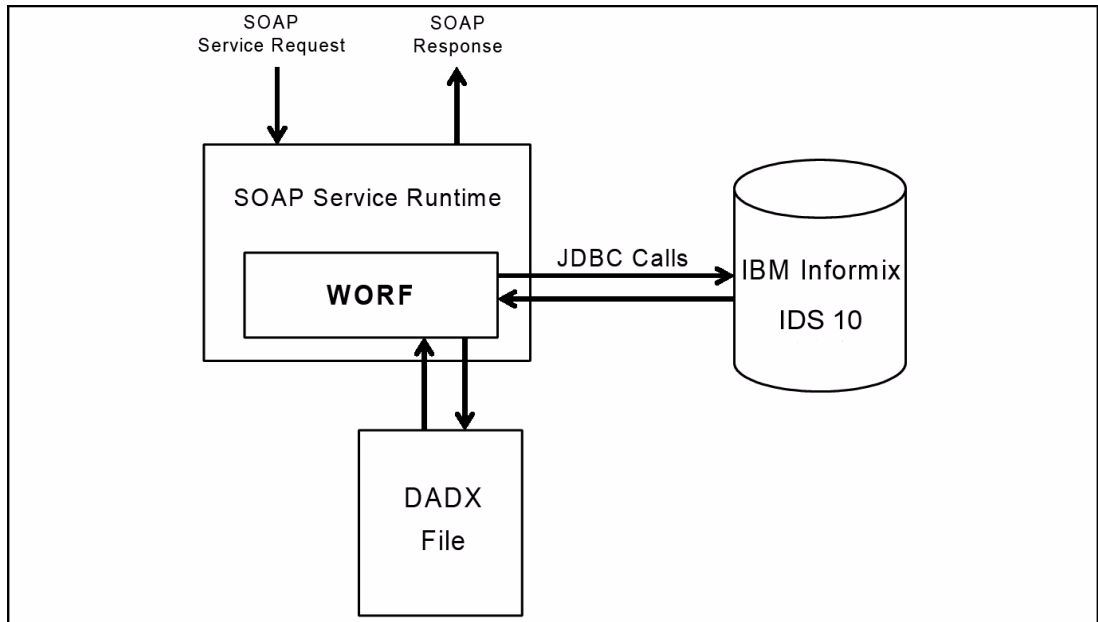 SOAP
Service Request
SOAP
Response
SOAP Service Runtime
WORF
JDBC Calls
IBM Informix
IDS 10
DADX
File